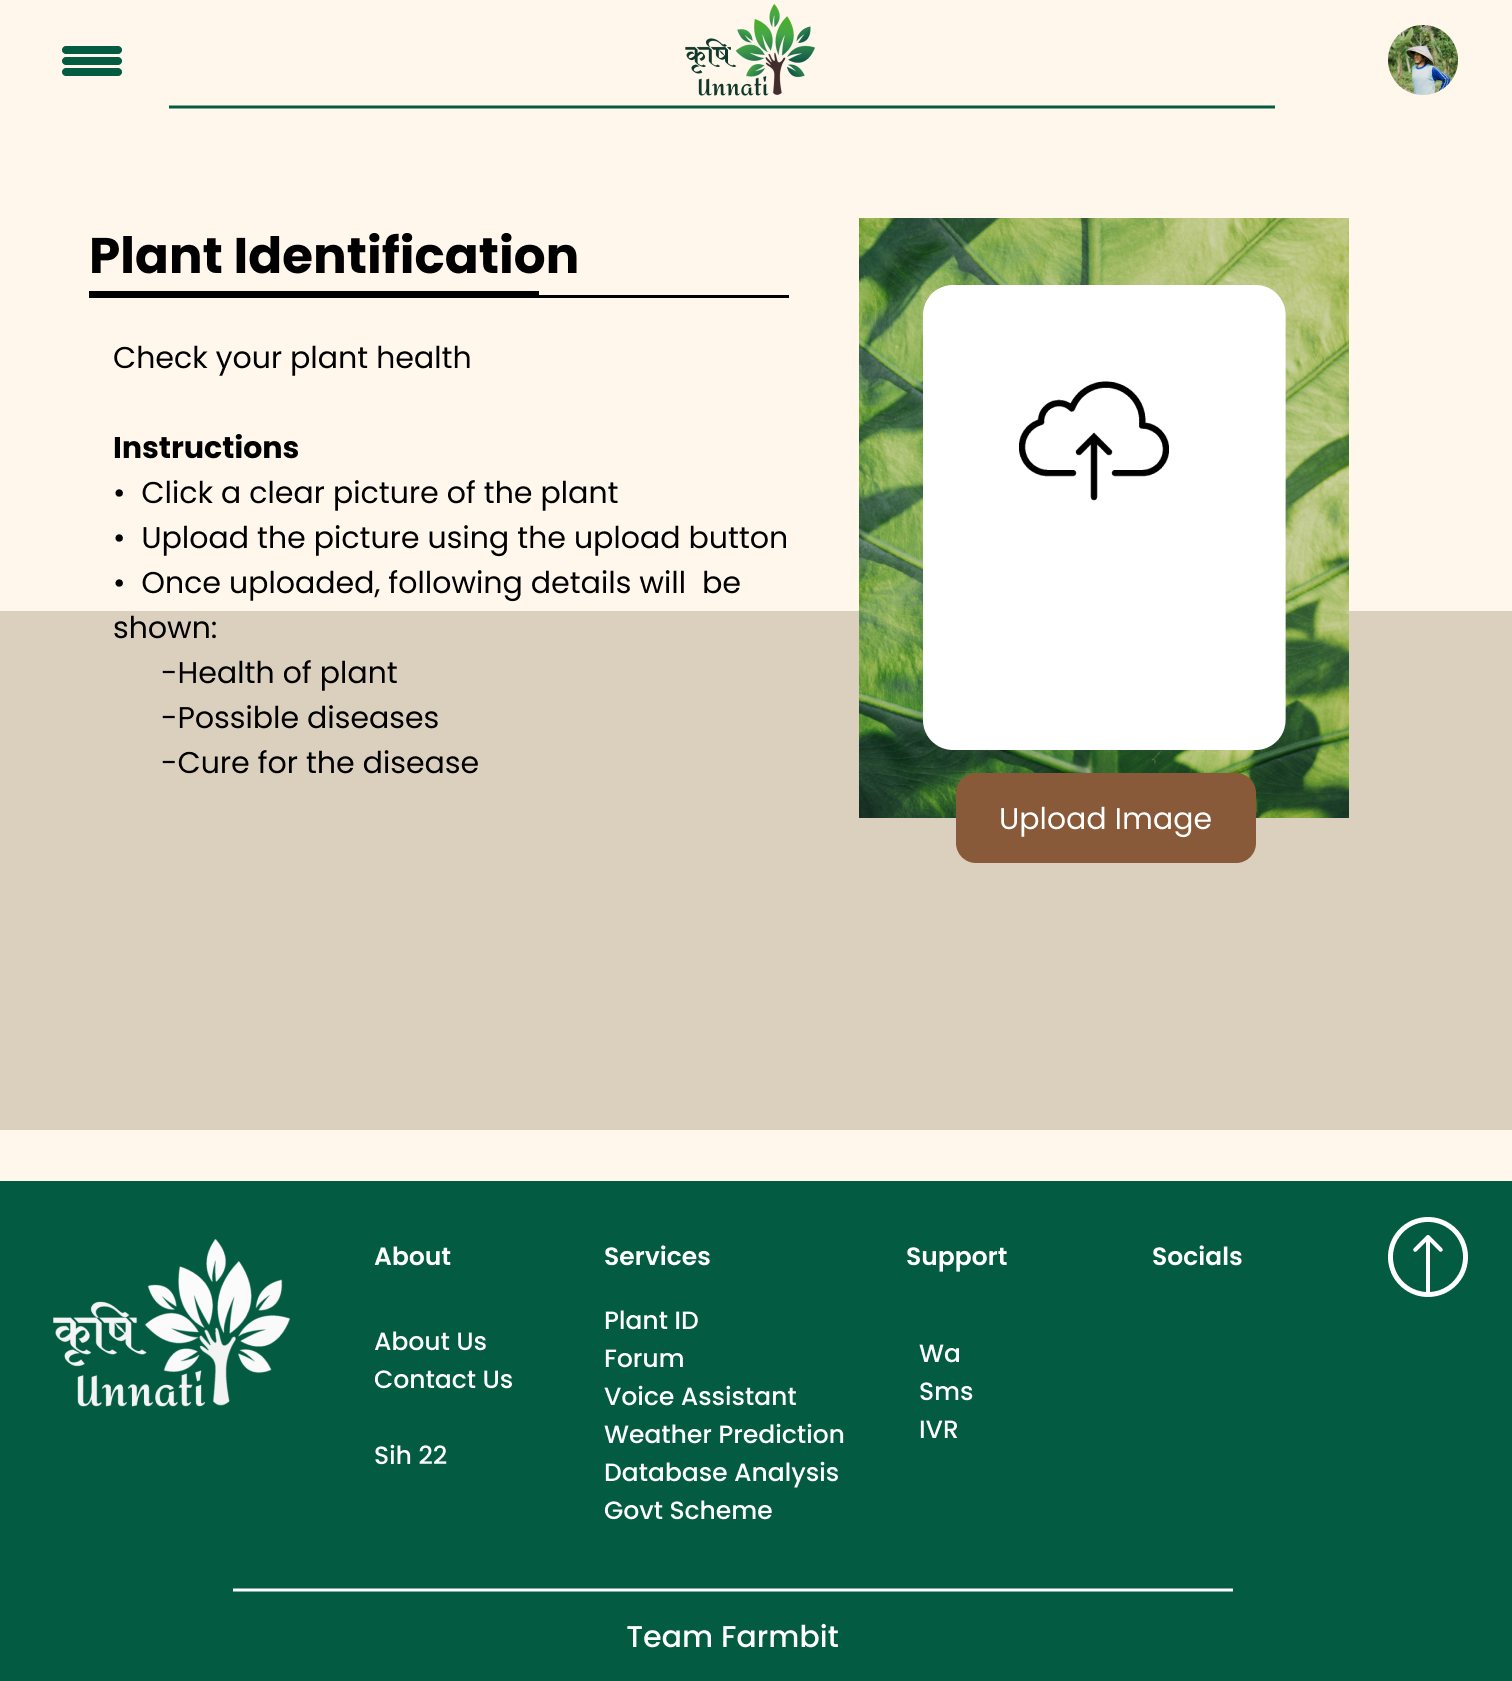 कृषि
Unnati
Plant Identification
Check your plant health
Instructions
• Click a clear picture of the plant
• Upload the picture using the upload button
• Once uploaded, following details will be
shown:
-Health of plant
-Possible diseases
-Cure for the disease
Upload Image
कृषि
Unnati
About
About Us
Contact Us
Sih 22
Services
Plant ID
Forum
Voice Assistant
Weather Prediction
Database Analysis
Govt Scheme
Support
Wa
Sms
IVR
Socials
Team Farmbit